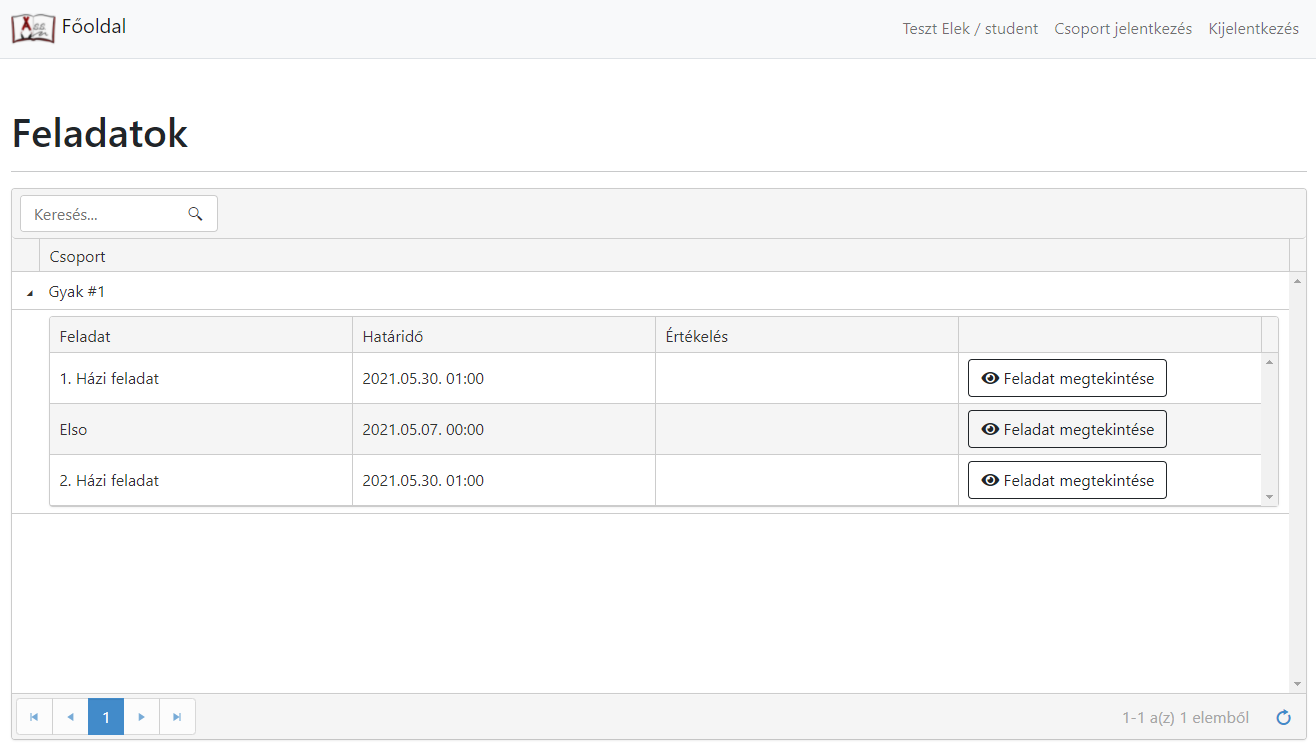 Főoldal Teszt Elek / student Csoport jelentkezés Kijelentkezés
Feladatok
Keresés...
Csoport
Gyak #1
Feladat Határidő Értékelés
1. Házi feladat 2021.05.30. 01:00 Feladat megtekintése
Elso 2021.05.07. 00:00 Feladat megtekintése
2. Házi feladat 2021.05.30. 01:00 Feladat megtekintése
1 1-1 a(z) 1 elemből